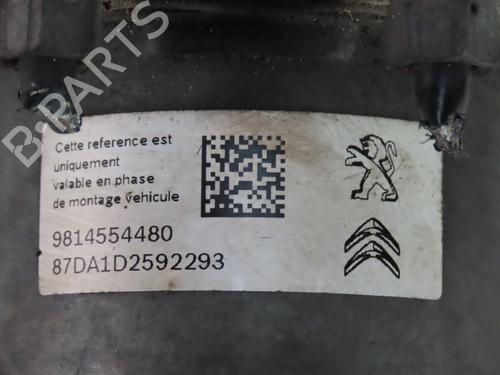 B-PARTS
Cette reference est
uniquement
valable en phase
de montage vehicule
9814554480
87DA1D2592293